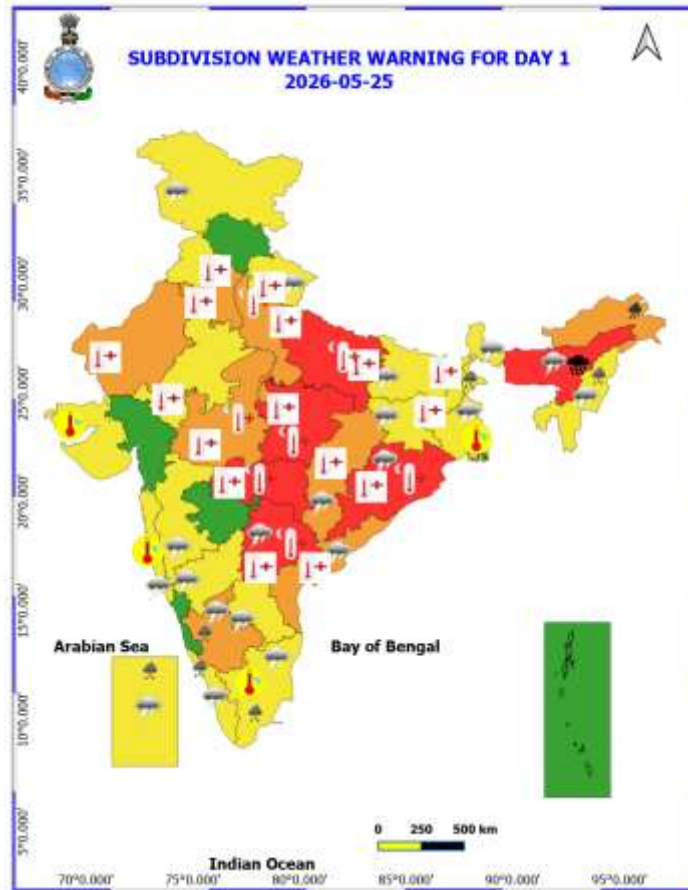 SUBDIVISION WEATHER WARNING FOR DAY 1
2026-05-25
40°0.000'
35°0.000'
30°0.000'
25°0.000'
20°0.000'
15°0.000'
10°0.000'
5°0.000'
Arabian Sea
Bay of Bengal
0 250 500 km
Indian Ocean
70°0.000' 75°0.000' 80°0.000' 85°0.000' 90°0.000' 95°0.000'